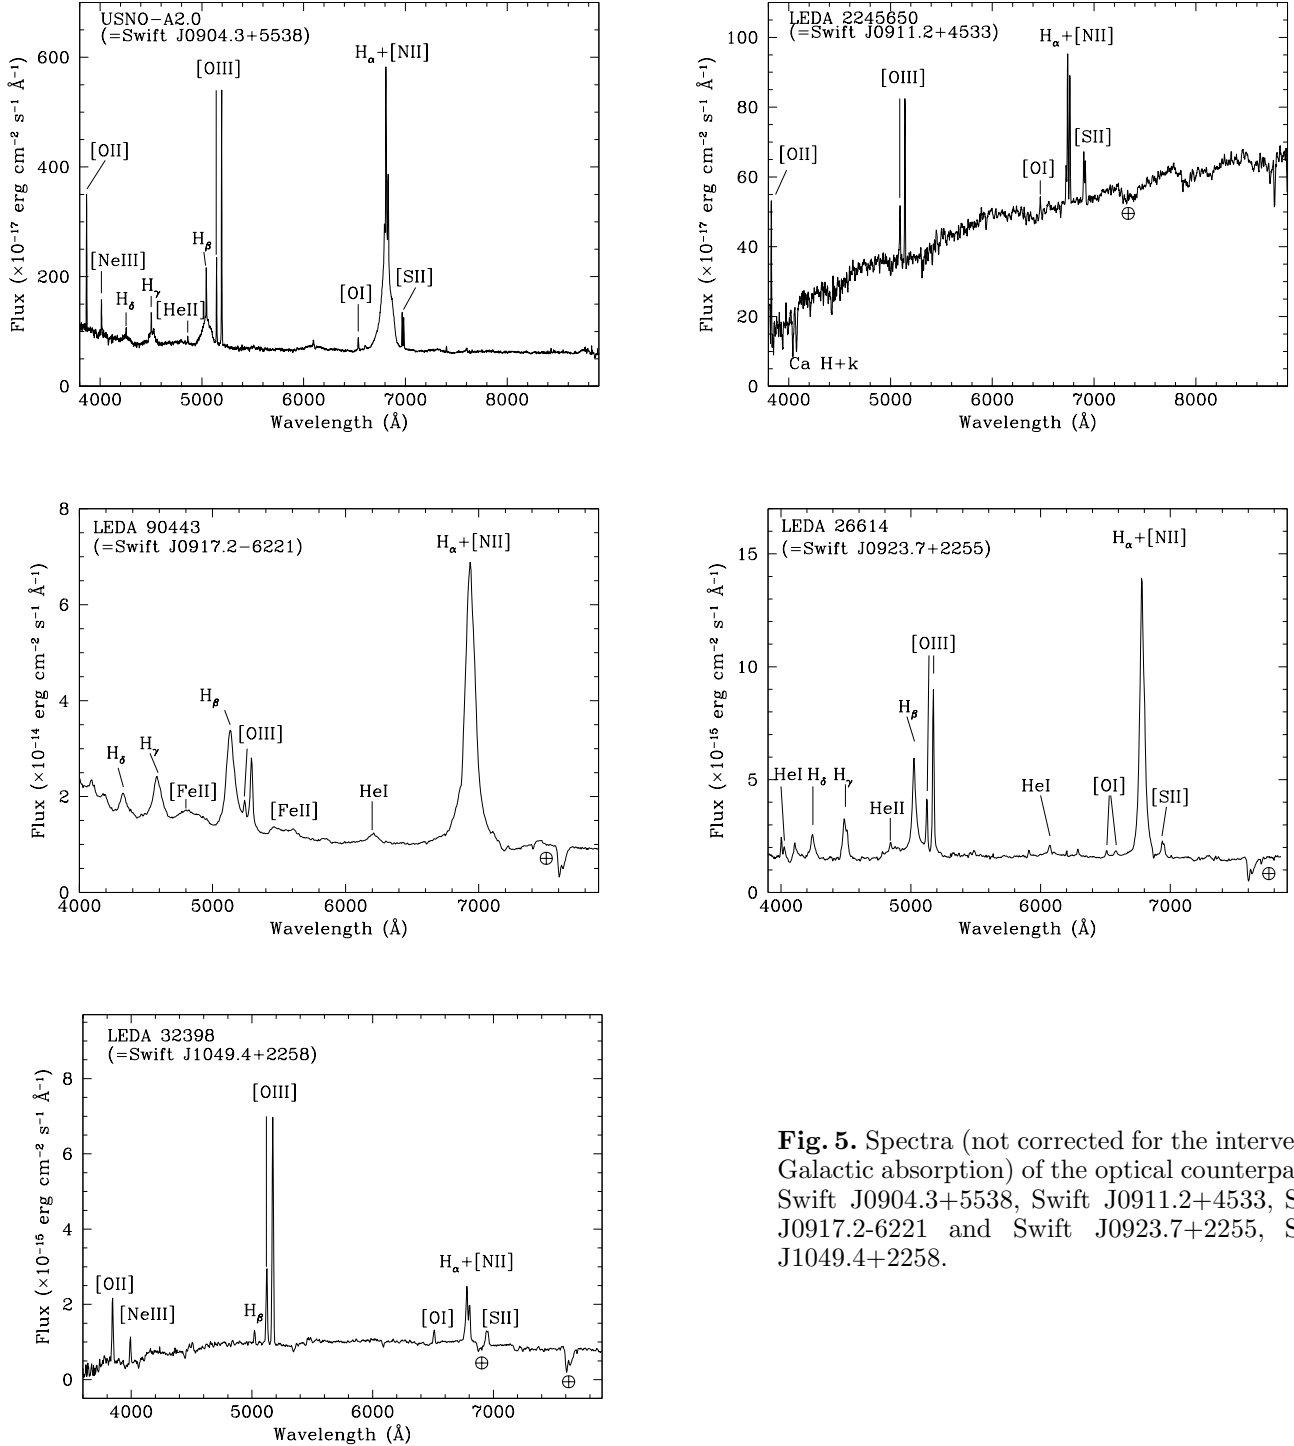 USNO−A2.0
(=Swift J0904.3+5538)
[OIII]
Hα+[NII]
[OII]
[NeIII]
Hδ
Hγ
[HeII]
Hβ
[OI]
[SII]
600
400
200
0
4000 5000 6000 7000 8000
Flux (×10−17 erg cm−2 s−1 Å−1)
Wavelength (Å)
LEDA 2245650
(=Swift J0911.2+4533)
Hα+[NII]
[OIII]
[SII]
[OII]
[OI]
⊕
Ca H+k
100
80
60
40
20
0
4000 5000 6000 7000 8000
Flux (×10−17 erg cm−2 s−1 Å−1)
Wavelength (Å)
LEDA 90443
(=Swift J0917.2−6221)
Hα+[NII]
Hβ
[OIII]
Hδ
Hγ
[FeII]
[FeII]
HeI
⊕
8
6
4
2
0
4000 5000 6000 7000
Flux (×10−14 erg cm−2 s−1 Å−1)
Wavelength (Å)
LEDA 26614
(=Swift J0923.7+2255)
Hα+[NII]
[OIII]
Hβ
HeI
Hδ
Hγ
HeII
HeI
[OI]
[SII]
⊕
15
10
5
0
4000 5000 6000 7000
Flux (×10−15 erg cm−2 s−1 Å−1)
Wavelength (Å)
LEDA 32398
(=Swift J1049.4+2258)
[OIII]
Hα+[NII]
[OII]
[NeIII]
Hβ
[OI]
[SII]
⊕
⊕
8
6
4
2
0
4000 5000 6000 7000
Flux (×10−15 erg cm−2 s−1 Å−1)
Wavelength (Å)
Fig. 5. Spectra (not corrected for the interve
Galactic absorption) of the optical counterpa
Swift J0904.3+5538, Swift J0911.2+4533, S
J0917.2-6221 and Swift J0923.7+2255, S
J1049.4+2258.